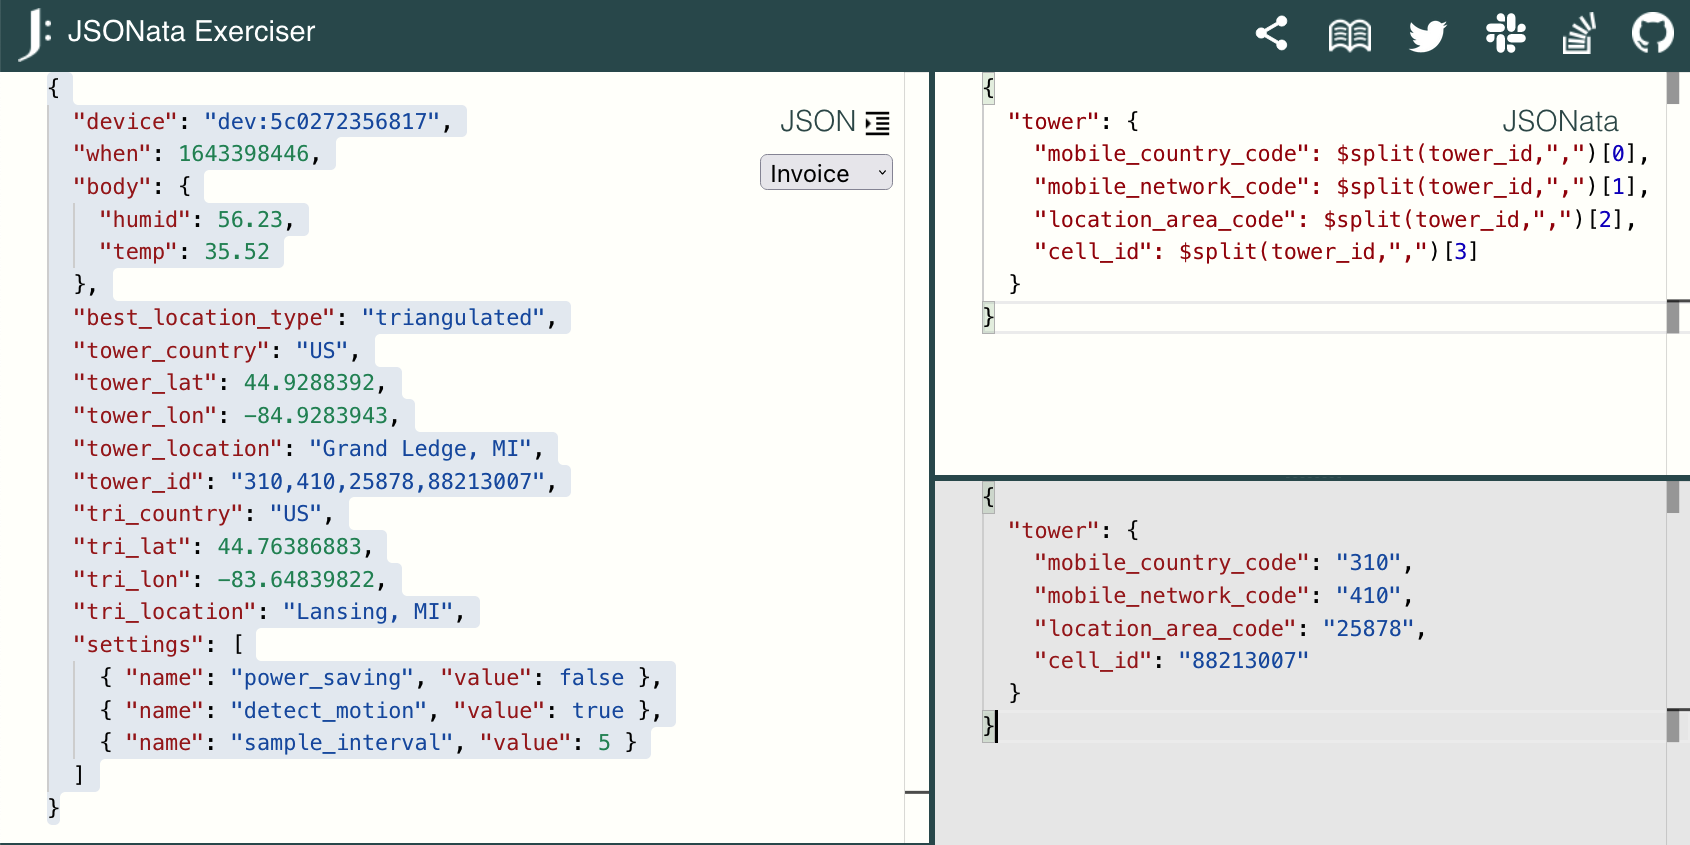 JSONata Exerciser
{
  "device": "dev:5c0272356817",
  "when": 1643398446,
  "body": {
    "humid": 56.23,
    "temp": 35.52
  },
  "best_location_type": "triangulated",
  "tower_country": "US",
  "tower_lat": 44.9288392,
  "tower_lon": -84.9283943,
  "tower_location": "Grand Ledge, MI",
  "tower_id": "310,410,25878,88213007",
  "tri_country": "US",
  "tri_lat": 44.76386883,
  "tri_lon": -83.64839822,
  "tri_location": "Lansing, MI",
  "settings": [
    { "name": "power_saving", "value": false },
    { "name": "detect_motion", "value": true },
    { "name": "sample_interval", "value": 5 }
  ]
}
JSON
Invoice
{
  "tower": {
    "mobile_country_code": $split(tower_id,",")[0],
    "mobile_network_code": $split(tower_id,",")[1],
    "location_area_code": $split(tower_id,",")[2],
    "cell_id": $split(tower_id,",")[3]
  }
}
JSONata
{
  "tower": {
    "mobile_country_code": "310",
    "mobile_network_code": "410",
    "location_area_code": "25878",
    "cell_id": "88213007"
  }
}